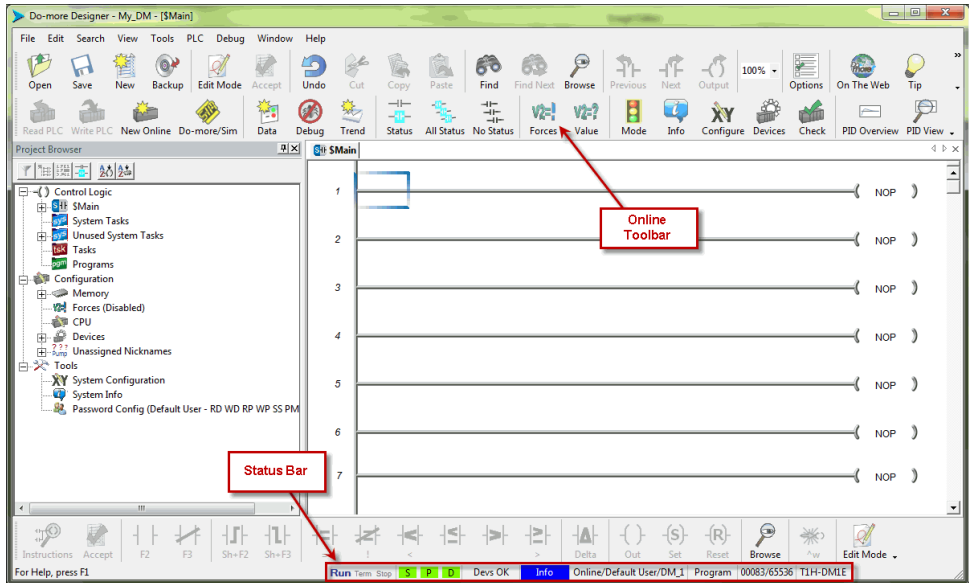 Do-more Designer - My_DM - [$Main]
File Edit Search View Tools PLC Debug Window Help
Open Save New Backup Edit Mode Accept Undo Cut Copy Paste Find Find Next Browse Previous Next Output 100% Options On The Web Tip
Read PLC Write PLC New Online Do-more/Sim Data Debug Trend Status All Status No Status Forces Value Mode Info Configure Devices Check PID Overview PID View
Project Browser
$Main
Control Logic
$Main
System Tasks
Unused System Tasks
Tasks
Programs
Configuration
Memory
Forces (Disabled)
CPU
Devices
Unassigned Nicknames
Tools
System Configuration
System Info
Password Config (Default User - RD WD RP WP SS PM
1 NOP
Online
Toolbar
2 NOP
3 NOP
4 NOP
5 NOP
6 NOP
Status Bar
7 NOP
Instructions Accept F2 F3 Sh+F2 Sh+F3 = ! < > Delta Out Set Reset Browse ^w Edit Mode
For Help, press F1
Run Term Stop S P D Devs OK Info Online/Default User/DM_1 Program 00083/65536 T1H-DM1E